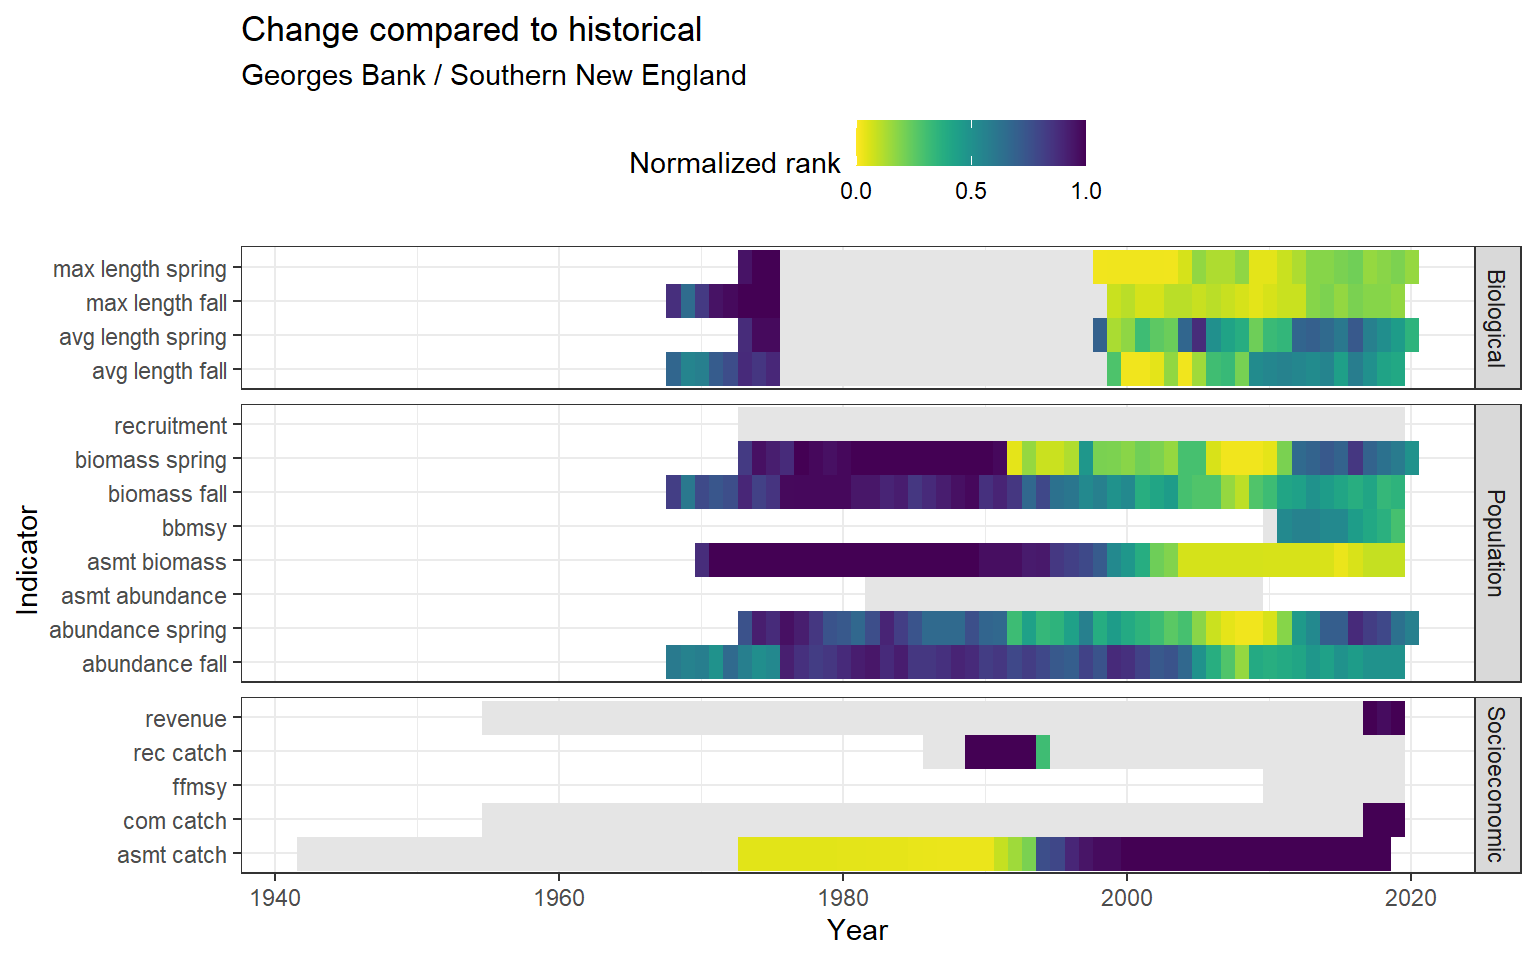 Change compared to historical
Georges Bank / Southern New England
Normalized rank
0.0 0.5 1.0
max length spring
max length fall
avg length spring
avg length fall
Biological
recruitment
biomass spring
biomass fall
bbmsy
asmt biomass
asmt abundance
abundance spring
abundance fall
Population
revenue
rec catch
ffmsy
com catch
asmt catch
Socioeconomic
Indicator
1940 1960 1980 2000 2020
Year